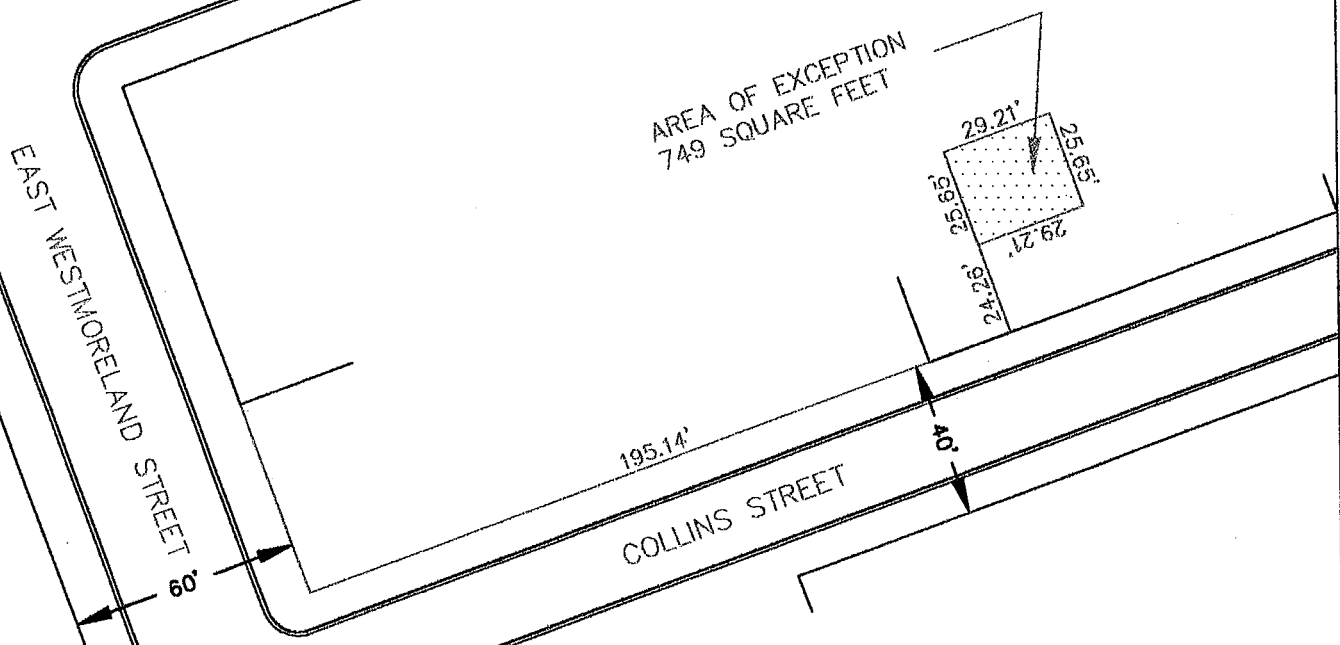 AREA OF EXCEPTION
749 SQUARE FEET
29.21'
25.65'
25.65'
29.21'
24.26'
EAST WESTMORELAND STREET
195.14'
40'
COLLINS STREET
60'